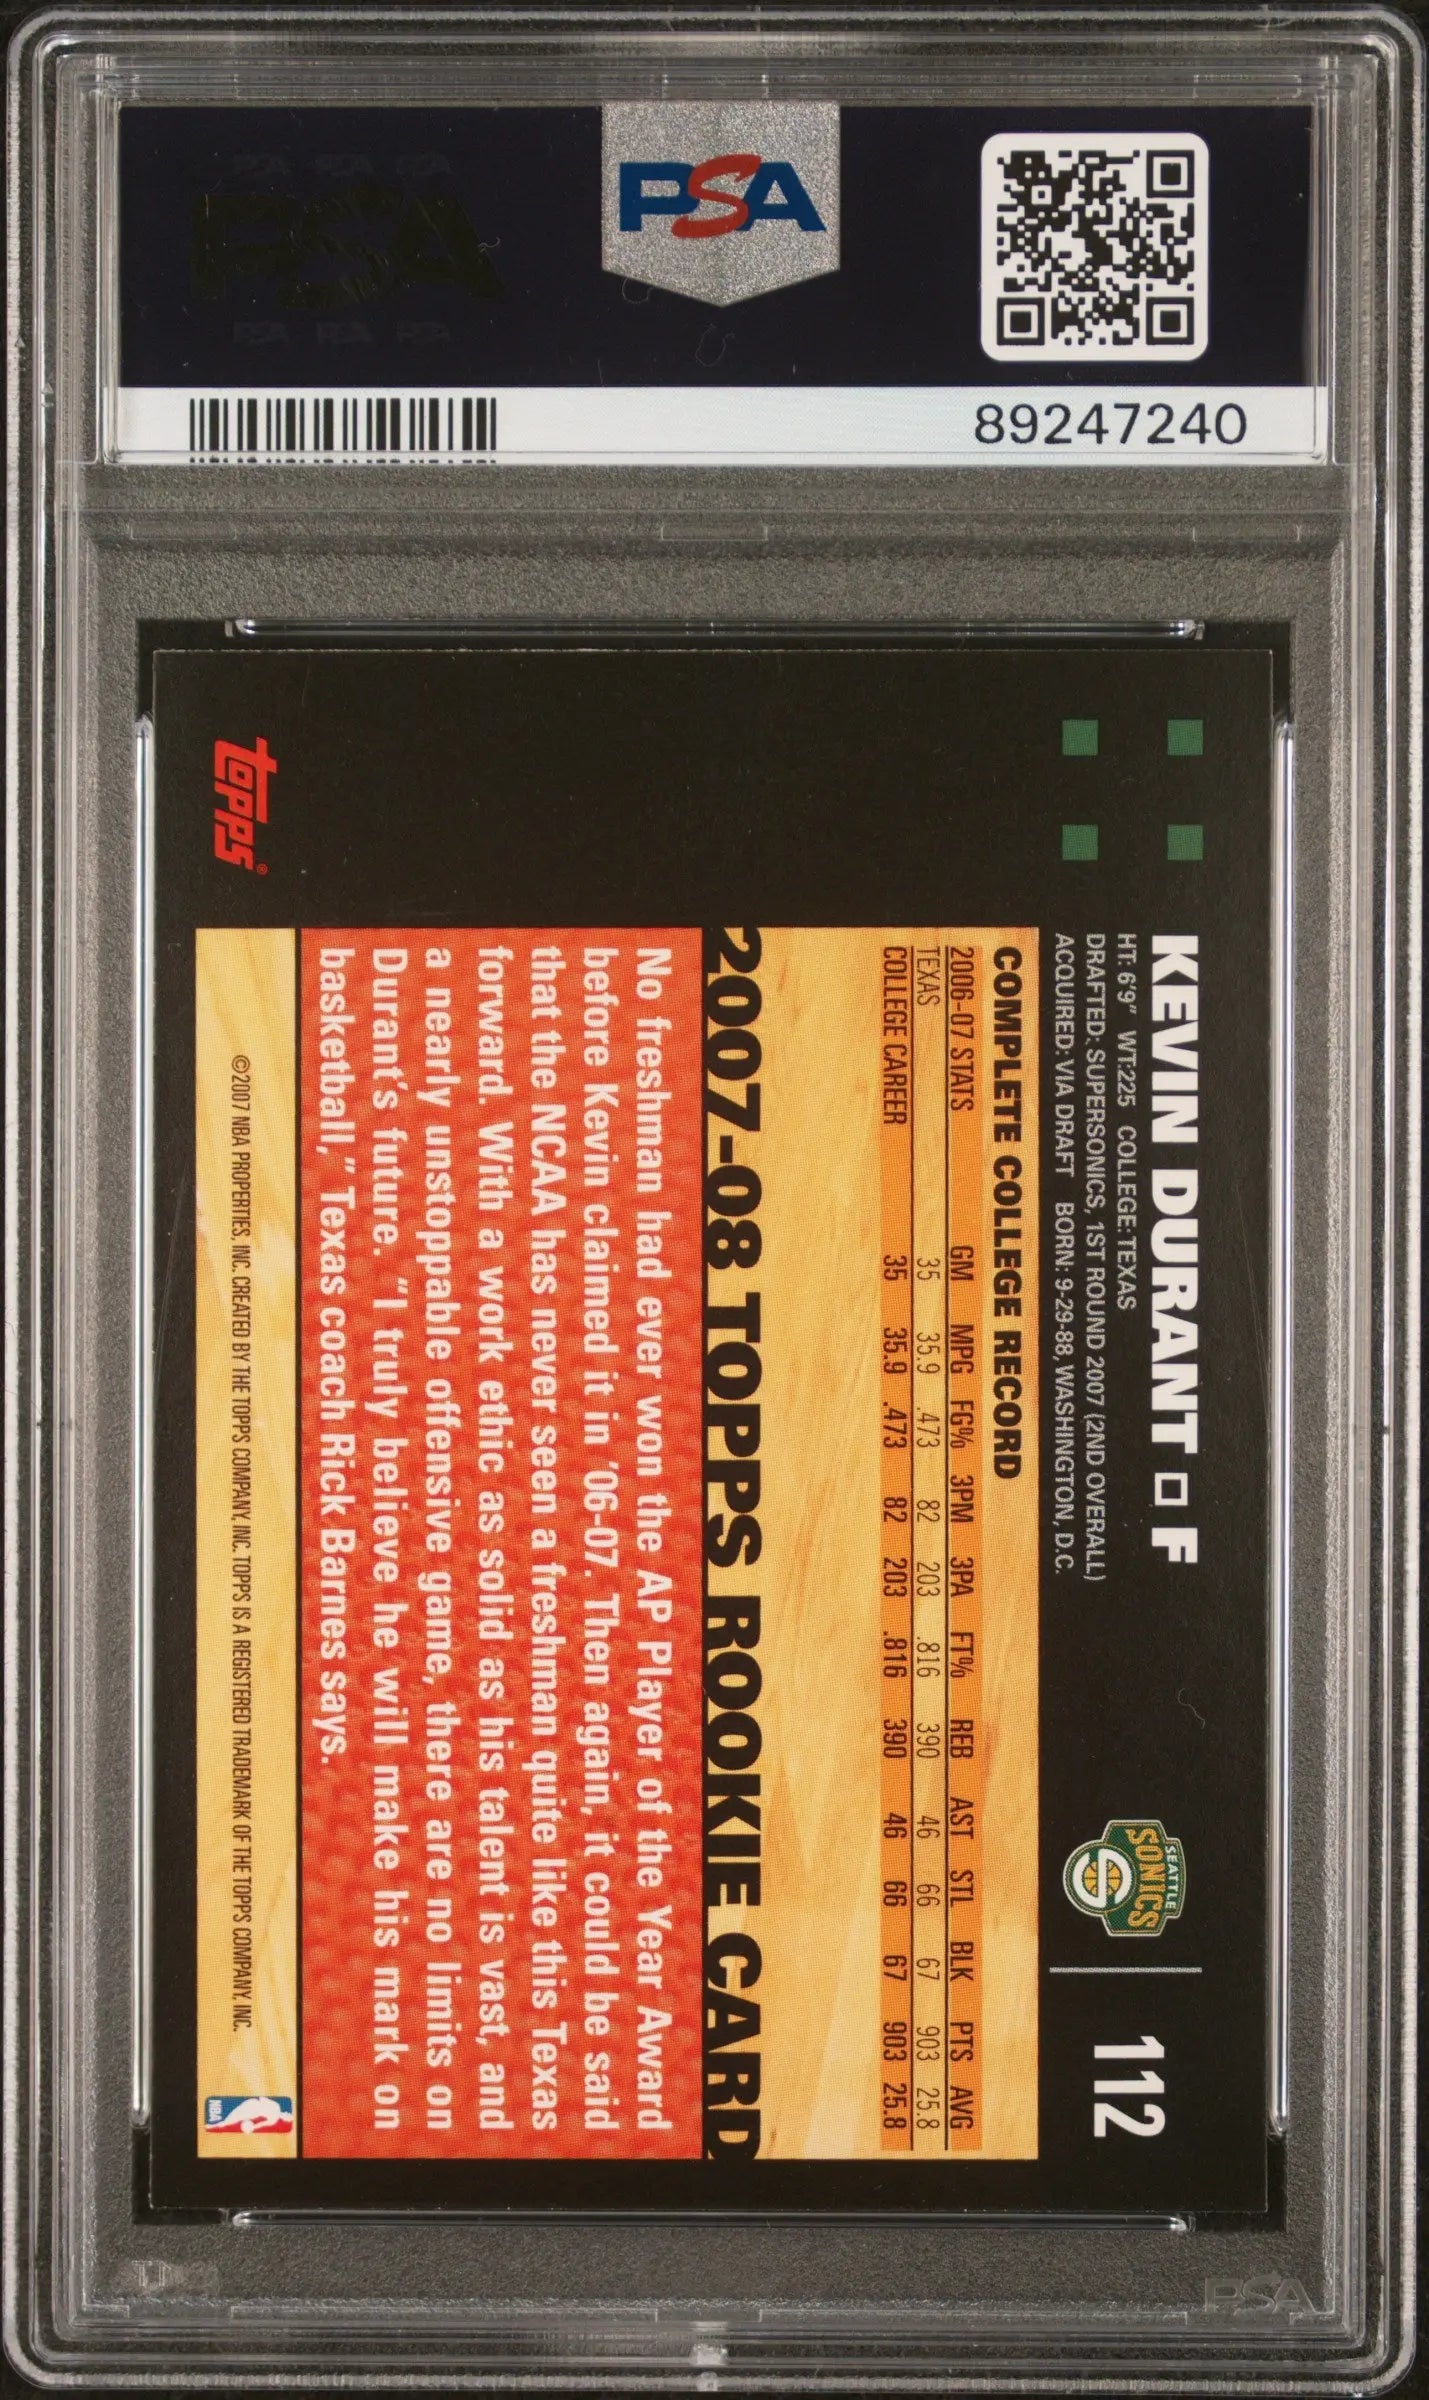 PSA
89247240
KEVIN DURANT □ F
HT: 6'9" WT:225 COLLEGE: TEXAS
DRAFTED: SUPERSONICS, 1ST ROUND 2007 (2ND OVERALL)
ACQUIRED: VIA DRAFT BORN: 9-29-88, WASHINGTON, D.C.
SEATTLE
SONICS
112
COMPLETE COLLEGE RECORD
2006-07 STATS GM MPG FG% 3PM 3PA FT% REB AST STL BLK PTS AVG
TEXAS 35 35.9 .473 82 203 .816 390 46 66 67 903 25.8
COLLEGE CAREER 35 35.9 .473 82 203 .816 390 46 66 67 903 25.8
2007-08 TOPPS ROOKIE CARD
No freshman had ever won the AP Player of the Year Award
before Kevin claimed it in '06-07. Then again, it could be said
that the NCAA has never seen a freshman quite like this Texas
forward. With a work ethic as solid as his talent is vast, and
a nearly unstoppable offensive game, there are no limits on
Durant's future. "I truly believe he will make his mark on
basketball," Texas coach Rick Barnes says.
©2007 NBA PROPERTIES, INC. CREATED BY THE TOPPS COMPANY, INC. TOPPS IS A REGISTERED TRADEMARK OF THE TOPPS COMPANY, INC.
NBA
topps®
PSA